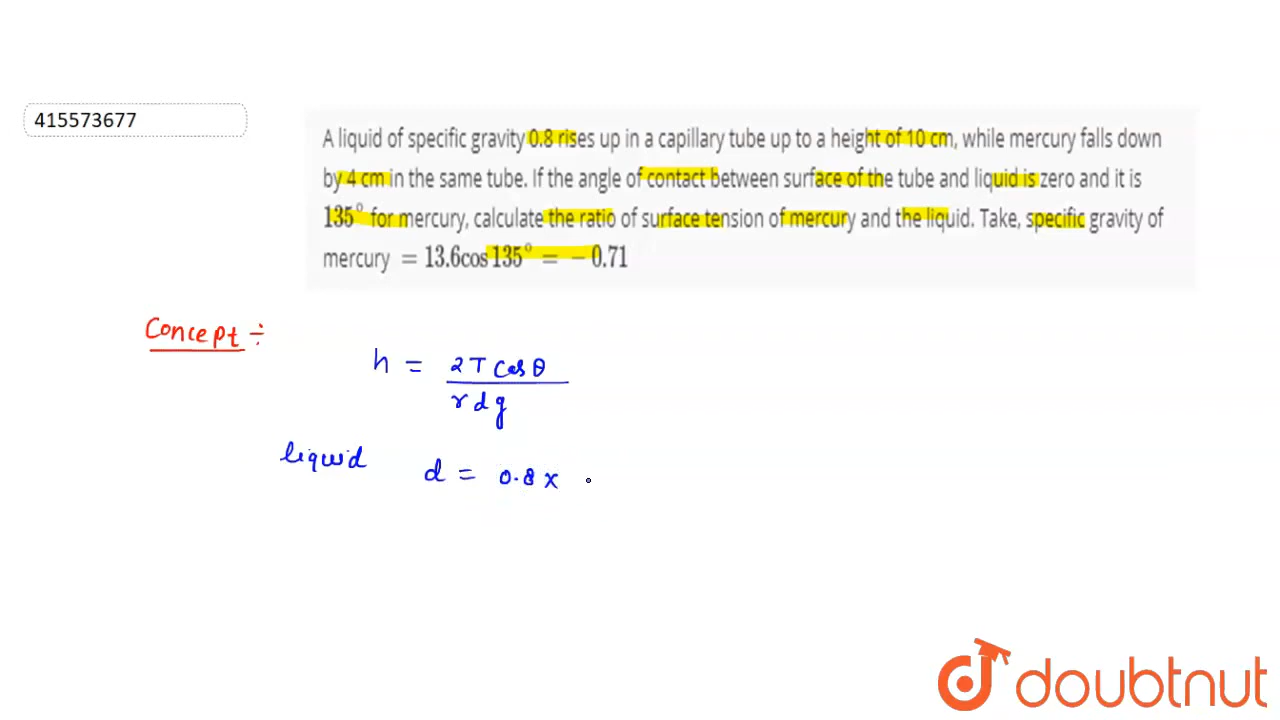 415573677
A liquid of specific gravity 0.8 rises up in a capillary tube up to a height of 10 cm, while mercury falls down
by 4 cm in the same tube. If the angle of contact between surface of the tube and liquid is zero and it is
135° for mercury, calculate the ratio of surface tension of mercury and the liquid. Take, specific gravity of
mercury = 13.6cos 135° = − 0.71
Concept ÷
h = 2T Cos θ / r d g
liquid d = 0.8 x
doubtnut